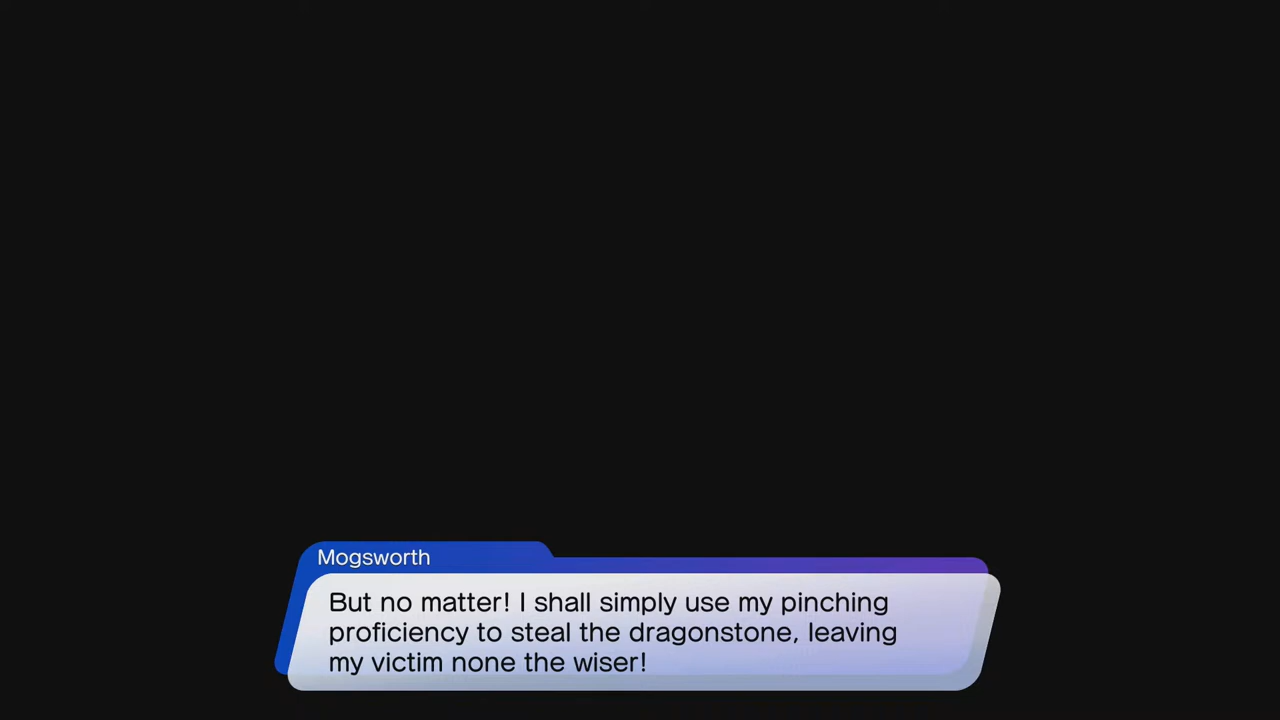 Mogsworth
But no matter! I shall simply use my pinching
proficiency to steal the dragonstone, leaving
my victim none the wiser!